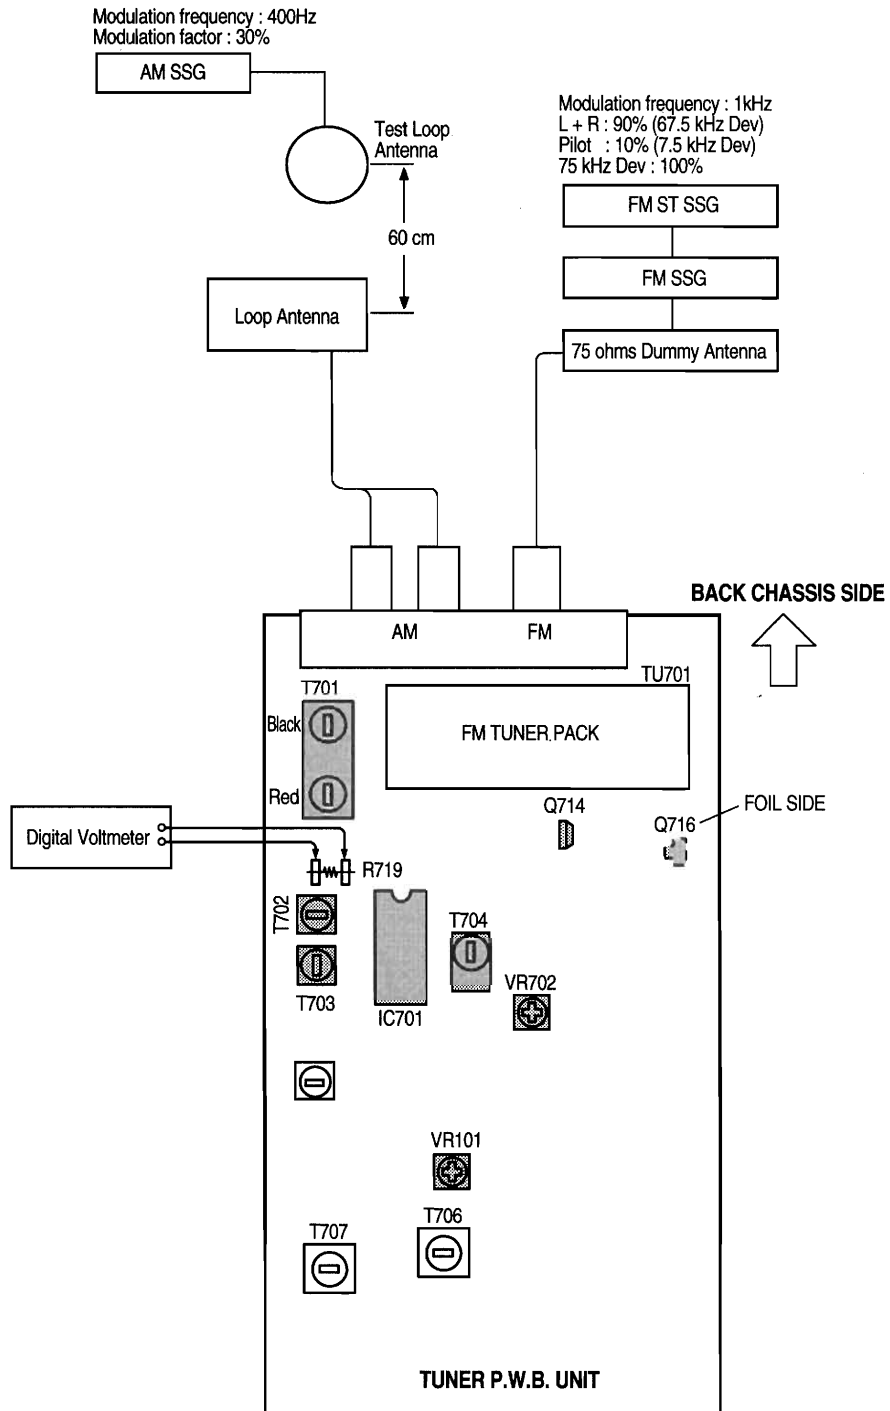 Modulation frequency : 400Hz
Modulation factor : 30%
AM SSG
Test Loop
Antenna
60 cm
Loop Antenna
Modulation frequency : 1kHz
L + R : 90% (67.5 kHz Dev)
Pilot : 10% (7.5 kHz Dev)
75 kHz Dev : 100%
FM ST SSG
FM SSG
75 ohms Dummy Antenna
BACK CHASSIS SIDE
AM
FM
T701
TU701
Black
Red
FM TUNER PACK
Q714
Q716
FOIL SIDE
Digital Voltmeter
R719
T702
T703
IC701
T704
VR702
VR101
T707
T706
TUNER P.W.B. UNIT